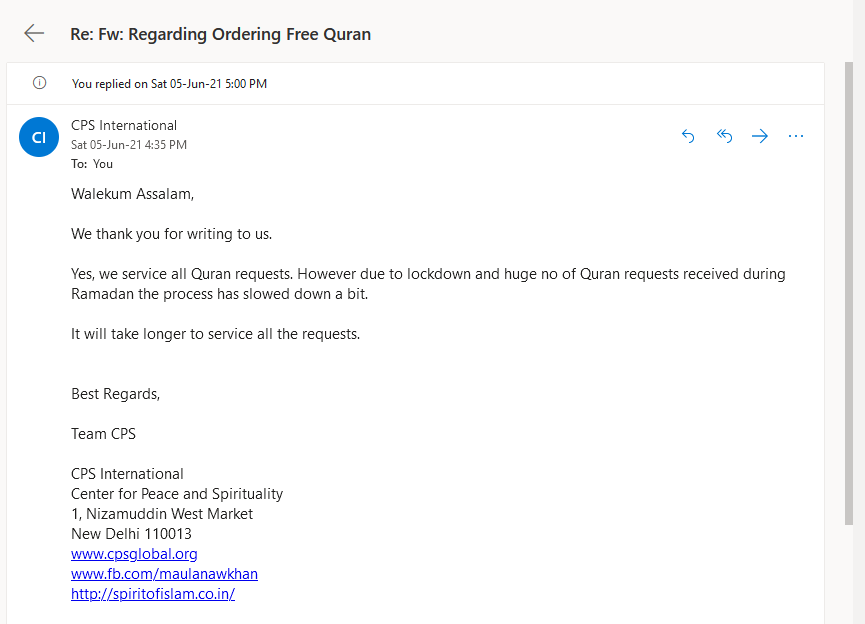 Re: Fw: Regarding Ordering Free Quran
You replied on Sat 05-Jun-21 5:00 PM
CI
CPS International
Sat 05-Jun-21 4:35 PM
To: You
Walekum Assalam,
We thank you for writing to us.
Yes, we service all Quran requests. However due to lockdown and huge no of Quran requests received during
Ramadan the process has slowed down a bit.
It will take longer to service all the requests.
Best Regards,
Team CPS
CPS International
Center for Peace and Spirituality
1, Nizamuddin West Market
New Delhi 110013
www.cpsglobal.org
www.fb.com/maulanawkhan
http://spiritofislam.co.in/